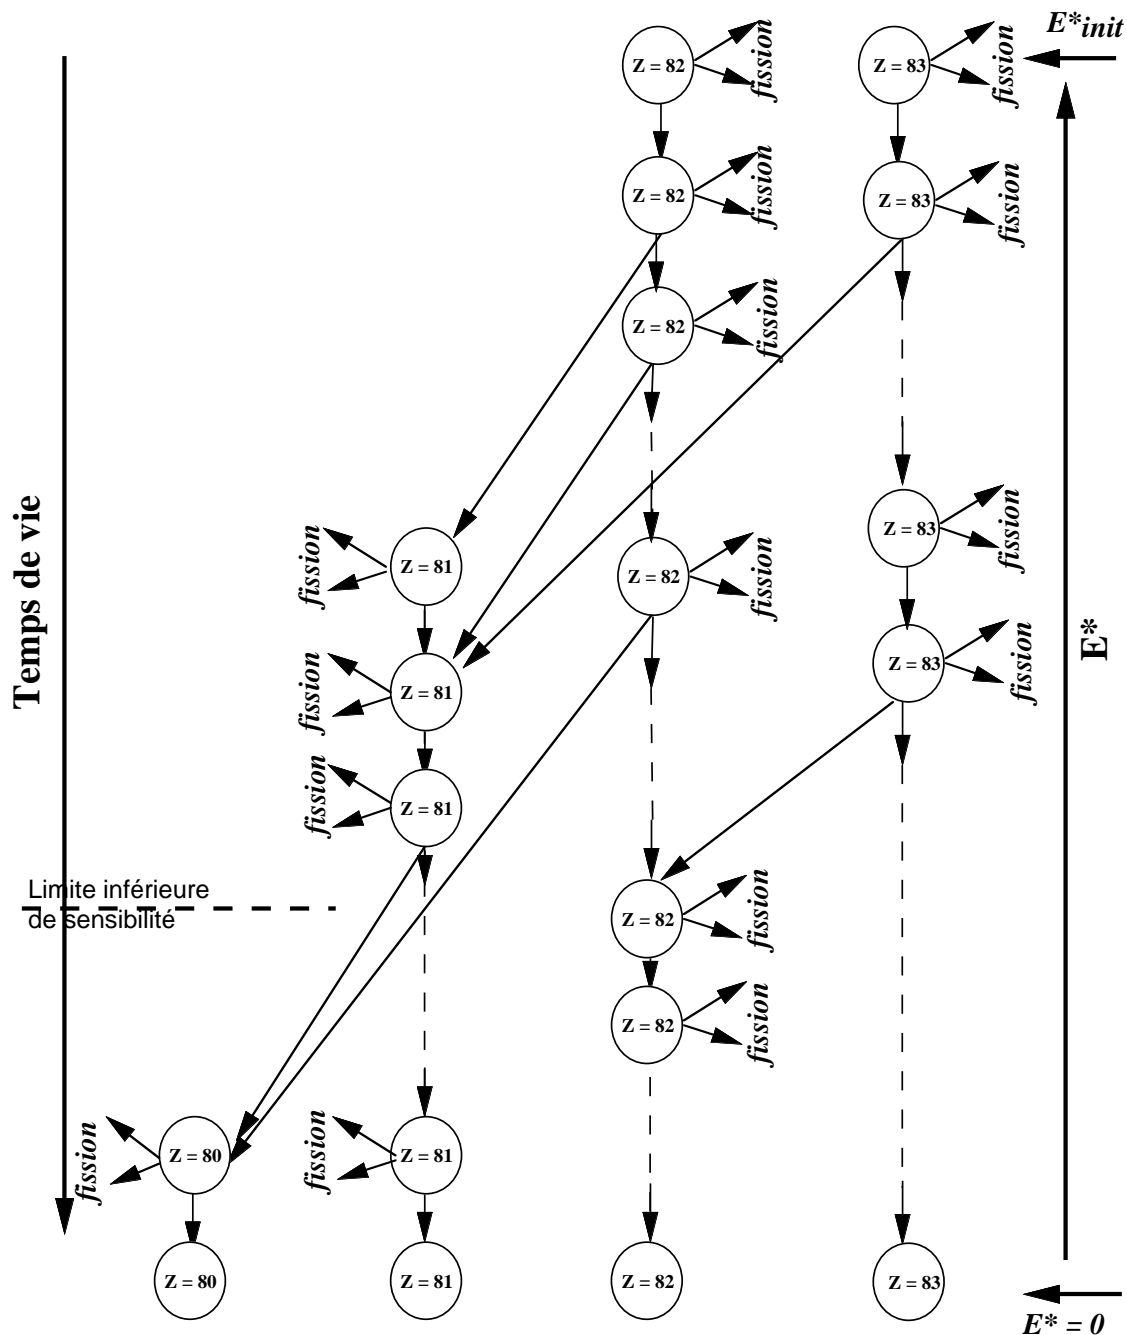 E*init
Z = 82
fission
Z = 83
fission
Z = 82
fission
Z = 83
fission
Z = 82
fission
Temps de vie
E*
fission
Z = 81
Z = 82
fission
Z = 83
fission
fission
Z = 81
Z = 83
fission
fission
Z = 81
Limite inférieure
de sensibilité
Z = 82
fission
Z = 82
fission
fission
Z = 80
fission
Z = 81
Z = 80
Z = 81
Z = 82
Z = 83
E* = 0